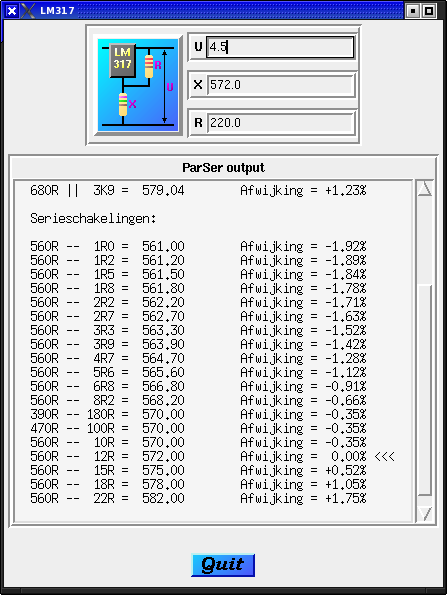 LM317
LM
317
R
U
X
U 4.5
X 572.0
R 220.0
ParSer output
680R || 3K9 = 579.04 Afwijking = +1.23%
Serieschakelingen:
560R -- 1R0 = 561.00 Afwijking = -1.92%
560R -- 1R2 = 561.20 Afwijking = -1.89%
560R -- 1R5 = 561.50 Afwijking = -1.84%
560R -- 1R8 = 561.80 Afwijking = -1.78%
560R -- 2R2 = 562.20 Afwijking = -1.71%
560R -- 2R7 = 562.70 Afwijking = -1.63%
560R -- 3R3 = 563.30 Afwijking = -1.52%
560R -- 3R9 = 563.90 Afwijking = -1.42%
560R -- 4R7 = 564.70 Afwijking = -1.28%
560R -- 5R6 = 565.60 Afwijking = -1.12%
560R -- 6R8 = 566.80 Afwijking = -0.91%
560R -- 8R2 = 568.20 Afwijking = -0.66%
390R -- 180R = 570.00 Afwijking = -0.35%
470R -- 100R = 570.00 Afwijking = -0.35%
560R -- 10R = 570.00 Afwijking = -0.35%
560R -- 12R = 572.00 Afwijking = 0.00% <<<
560R -- 15R = 575.00 Afwijking = +0.52%
560R -- 18R = 578.00 Afwijking = +1.05%
560R -- 22R = 582.00 Afwijking = +1.75%
Quit